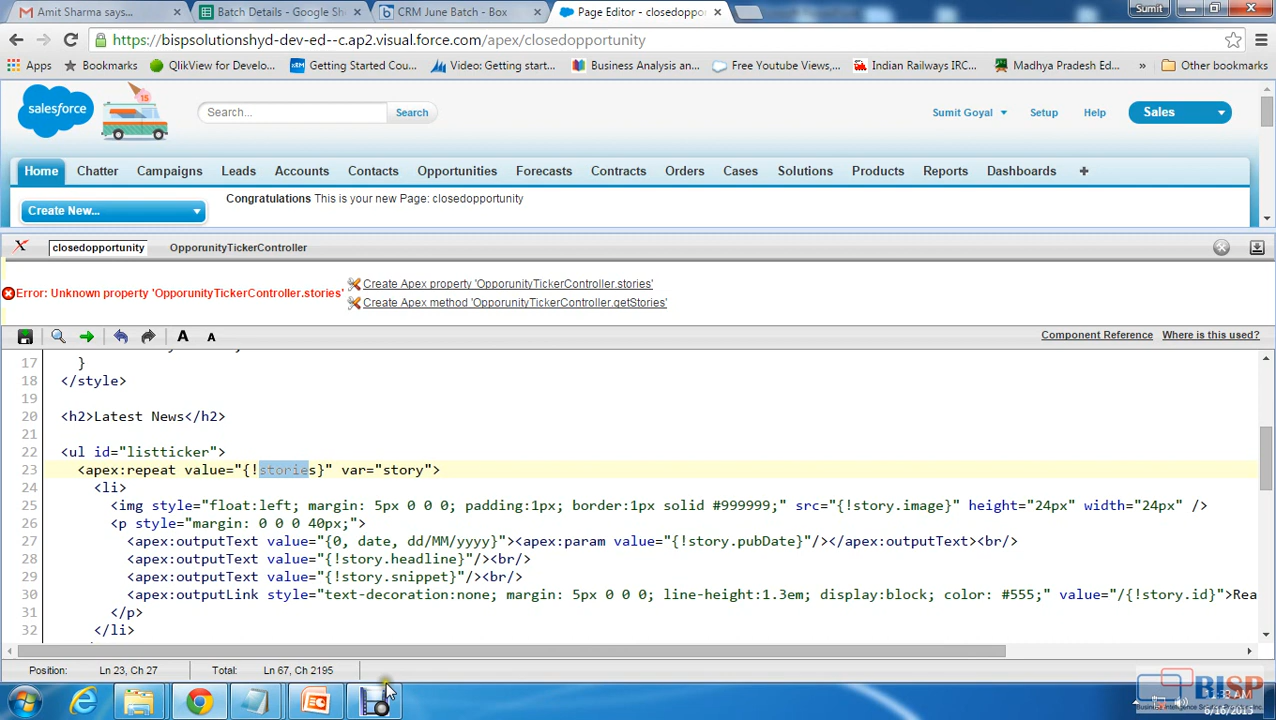 Amit Sharma says...
Batch Details - Google Sh
CRM June Batch - Box
Page Editor - closedoppo
Sumit
https://bispsolutionshyd-dev-ed--c.ap2.visual.force.com/apex/closedopportunity
Apps
Bookmarks
QlikView for Develo...
Getting Started Cou...
Video: Getting start...
Business Analysis an...
Free Youtube Views,...
Indian Railways IRC...
Madhya Pradesh Ed...
»
Other bookmarks
salesforce
15
Search...
Search
Sumit Goyal
Setup
Help
Sales
Home
Chatter
Campaigns
Leads
Accounts
Contacts
Opportunities
Forecasts
Contracts
Orders
Cases
Solutions
Products
Reports
Dashboards
+
Create New...
Congratulations This is your new Page: closedopportunity
closedopportunity
OpporunityTickerController
Error: Unknown property 'OpporunityTickerController.stories'
Create Apex property 'OpporunityTickerController.stories'
Create Apex method 'OpporunityTickerController.getStories'
A
A
Component Reference
Where is this used?
17 }
18 </style>
19
20 <h2>Latest News</h2>
21
22 <ul id="listticker">
23 <apex:repeat value="{!stories}" var="story">
24 <li>
25 <img style="float:left; margin: 5px 0 0 0; padding:1px; border:1px solid #999999;" src="{!story.image}" height="24px" width="24px" />
26 <p style="margin: 0 0 0 40px;">
27 <apex:outputText value="{0, date, dd/MM/yyyy}"><apex:param value="{!story.pubDate}"/></apex:outputText><br/>
28 <apex:outputText value="{!story.headline}"/><br/>
29 <apex:outputText value="{!story.snippet}"/><br/>
30 <apex:outputLink style="text-decoration:none; margin: 5px 0 0 0; line-height:1.3em; display:block; color: #555;" value="/{!story.id}">Rea
31 </p>
32 </li>
Position: Ln 23, Ch 27
Total: Ln 67, Ch 2195
BISP
6/16/2015